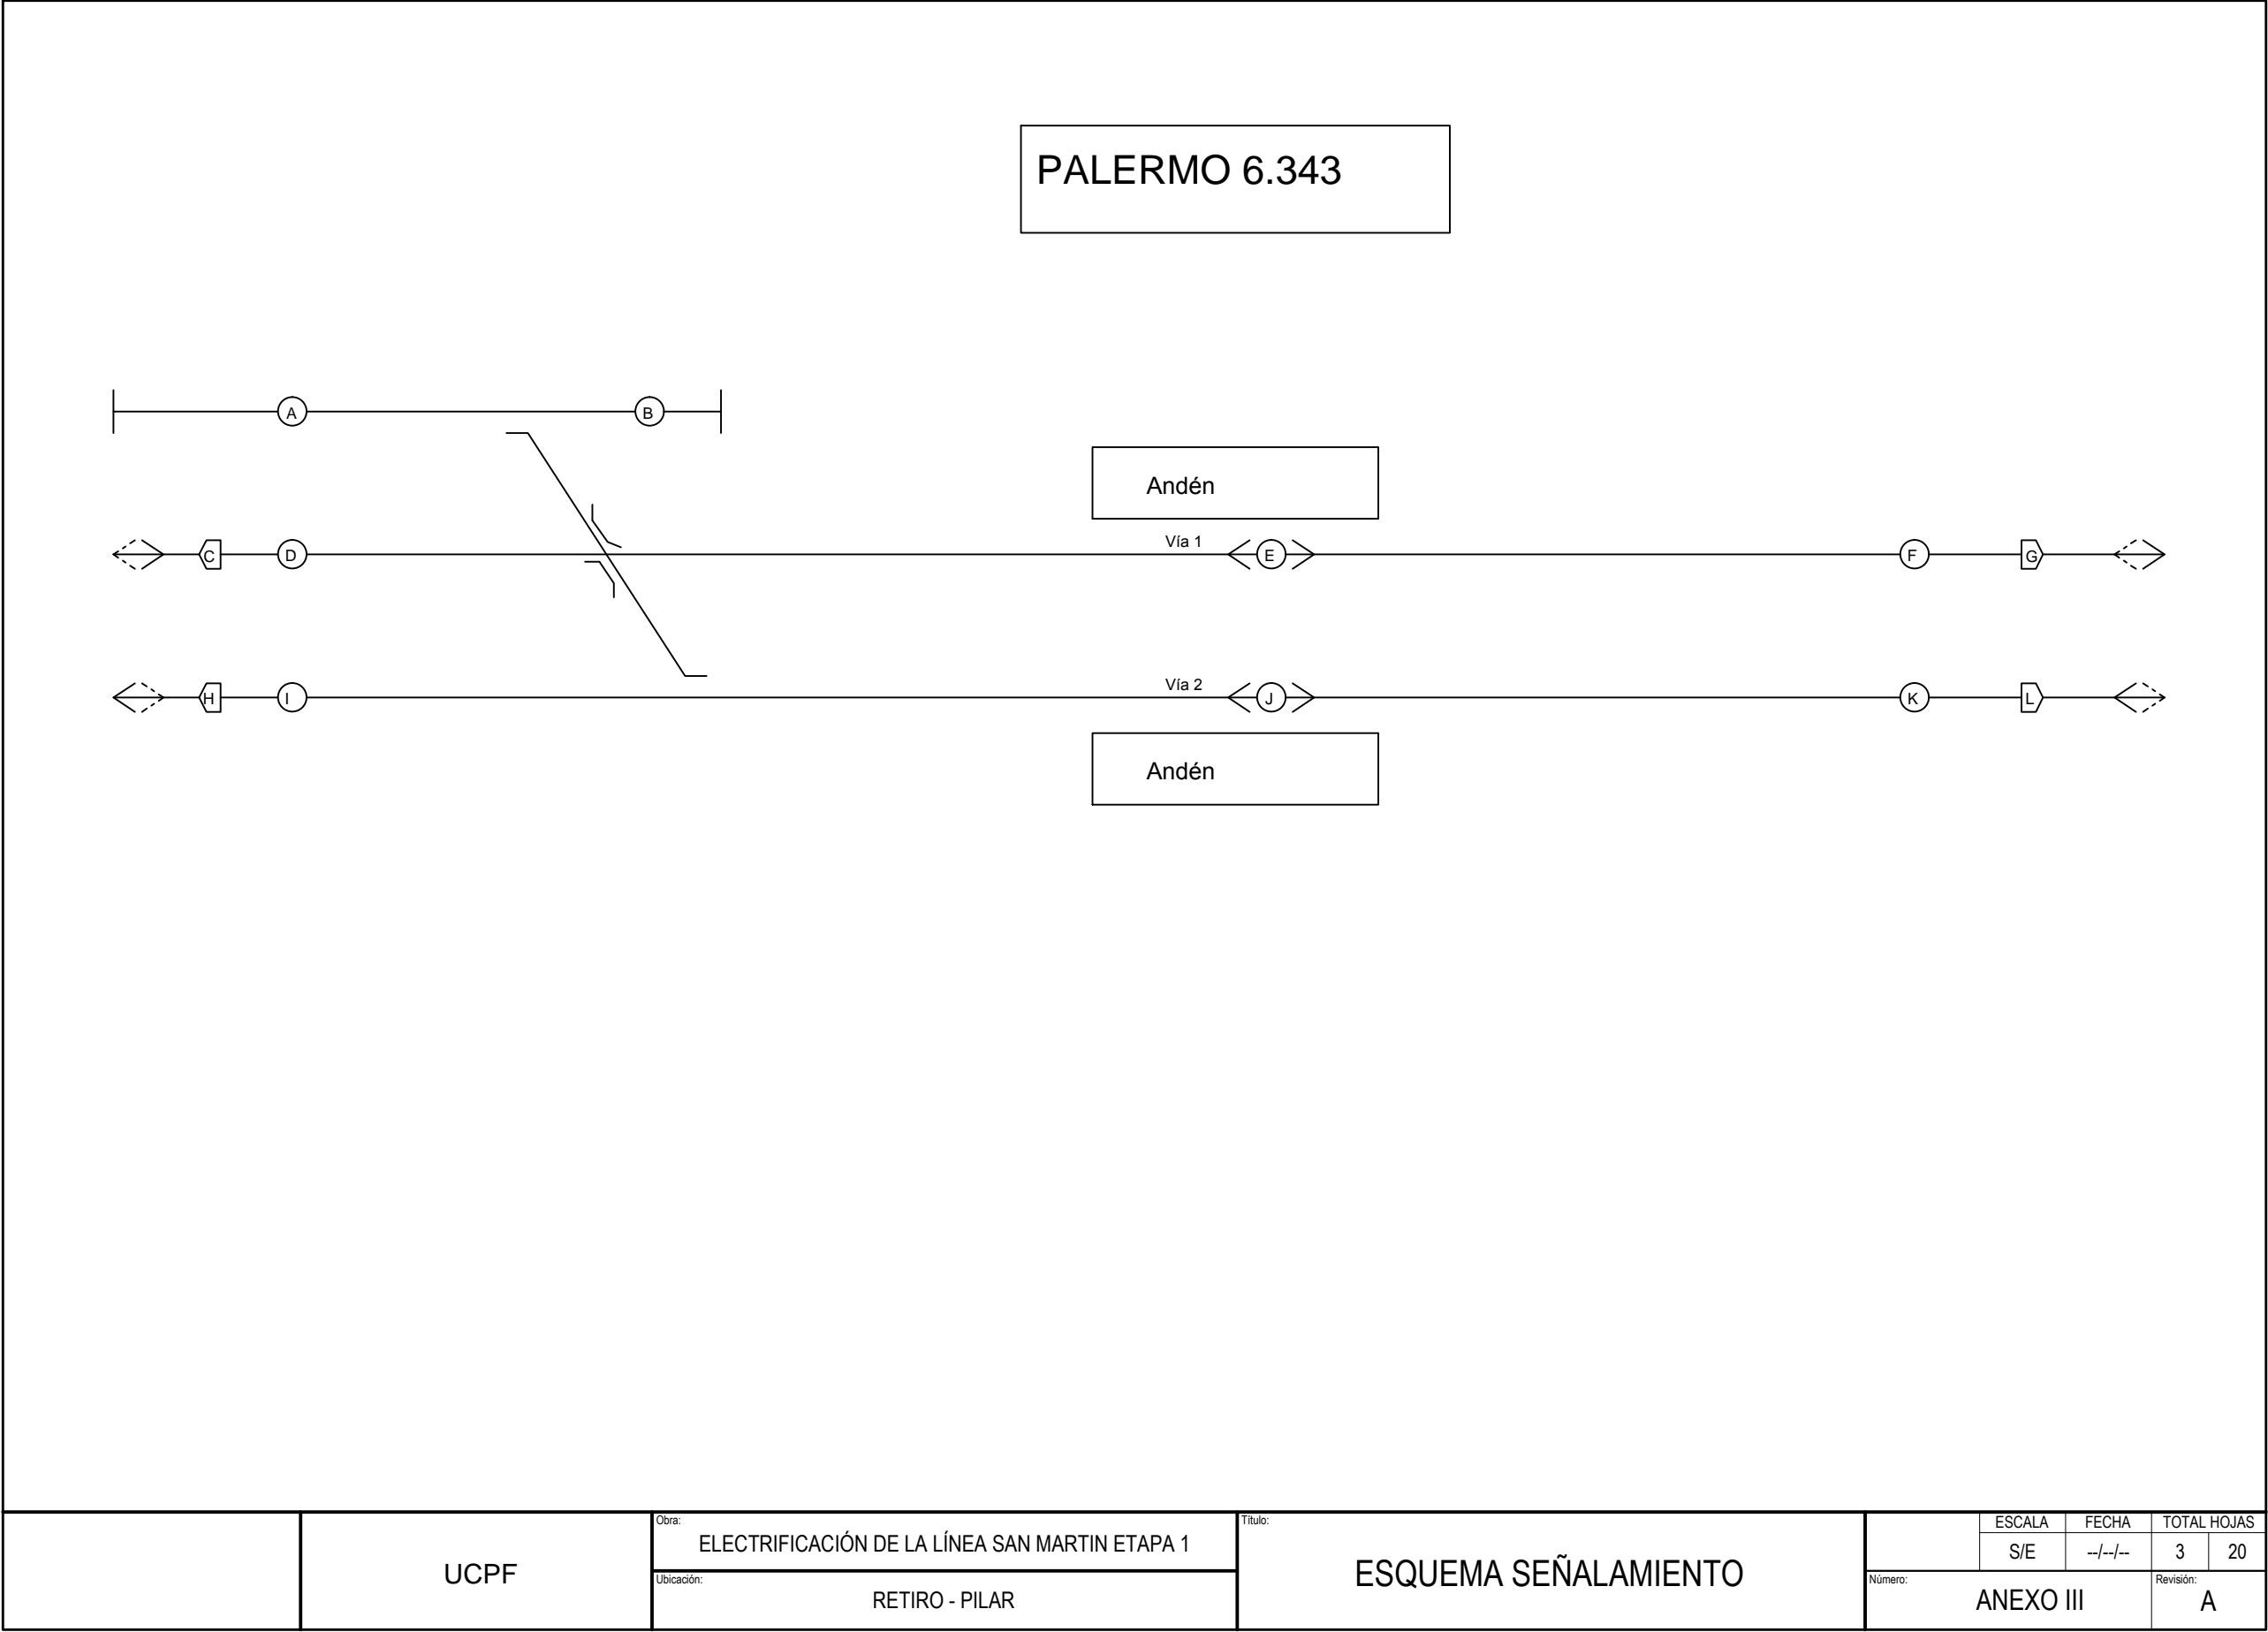 PALERMO 6.343
A B
Andén
Vía 1
C D E F G
Vía 2
H I J K L
Andén
UCPF
Obra:
ELECTRIFICACIÓN DE LA LÍNEA SAN MARTIN ETAPA 1
Ubicación:
RETIRO - PILAR
Titulo:
ESQUEMA SEÑALAMIENTO
ESCALA FECHA TOTAL HOJAS
S/E --/--/-- 3 20
Número:
ANEXO III
Revisión:
A